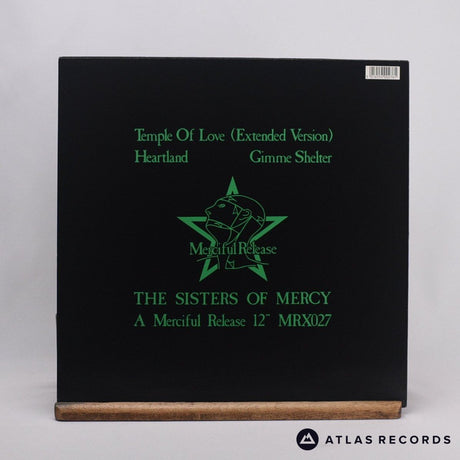 Temple Of Love (Extended Version)
Heartland Gimme Shelter
Merciful Release
THE SISTERS OF MERCY
A Merciful Release 12" MRX027
ATLAS RECORDS